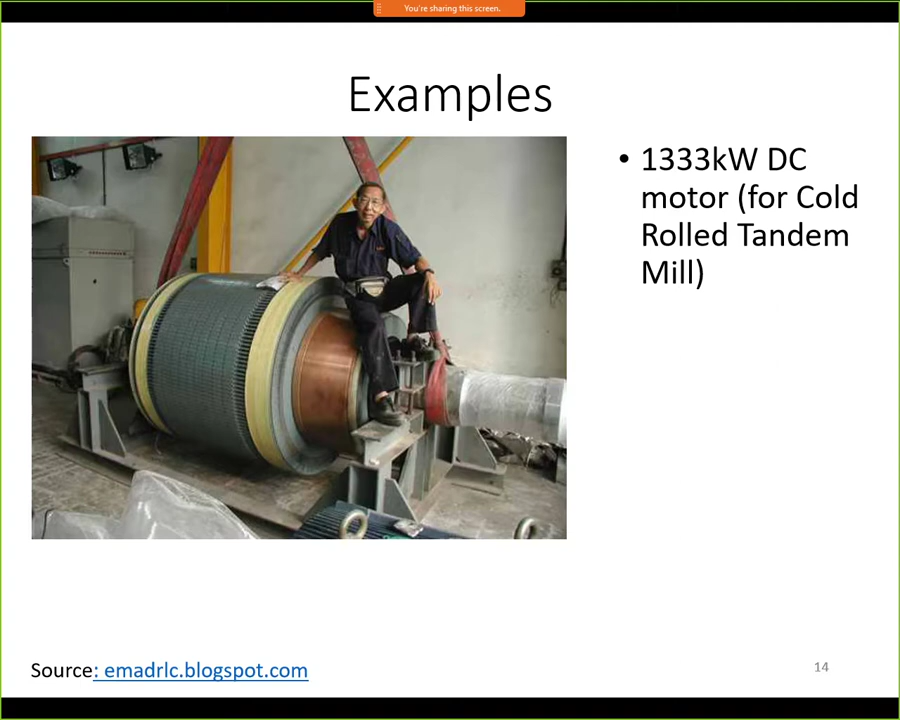 You're sharing this screen.
Examples
• 1333kW DC
motor (for Cold
Rolled Tandem
Mill)
Source: emadrlc.blogspot.com
14